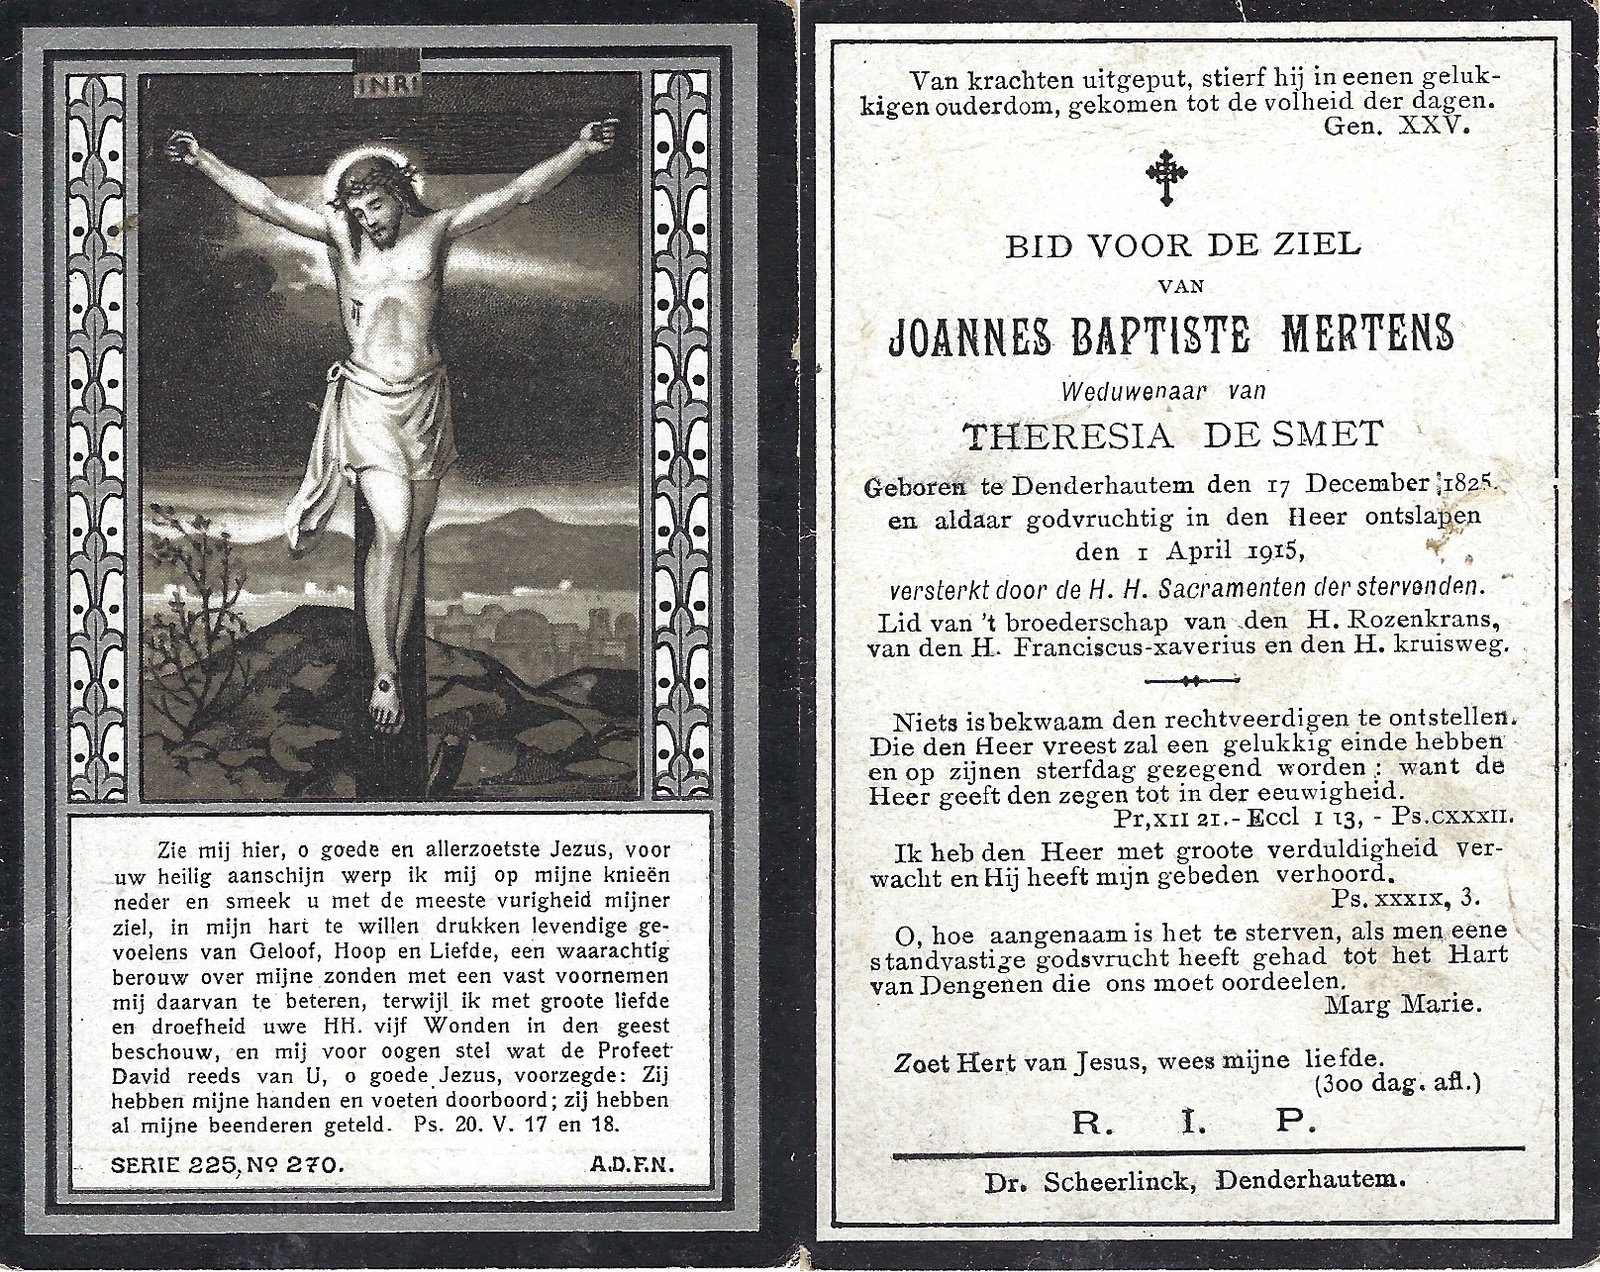 INRI
Zie mij hier, o goede en allerzoetste Jezus, voor
uw heilig aanschijn werp ik mij op mijne knieën
neder en smeek u met de meeste vurigheid mijner
ziel, in mijn hart te willen drukken levendige ge-
voelens van Geloof, Hoop en Liefde, een waarachtig
berouw over mijne zonden met een vast voornemen
mij daarvan te beteren, terwijl ik met groote liefde
en droefheid uwe HH. vijf Wonden in den geest
beschouw, en mij voor oogen stel wat de Profeet
David reeds van U, o goede Jezus, voorzegde: Zij
hebben mijne handen en voeten doorboord; zij hebben
al mijne beenderen geteld. Ps. 20. V. 17 en 18.
SERIE 225, No 270. A.D.F.N.
Van krachten uitgeput, stierf hij in eenen geluk-
kigen ouderdom, gekomen tot de volheid der dagen.
Gen. XXV.
BID VOOR DE ZIEL
VAN
JOANNES BAPTISTE MERTENS
Weduwenaar van
THERESIA DE SMET
Geboren te Denderhautem den 17 December 1825.
en aldaar godvruchtig in den Heer ontslapen
den 1 April 1915,
versterkt door de H. H. Sacramenten der stervenden.
Lid van 't broederschap van den H. Rozenkrans,
van den H. Franciscus-xaverius en den H. kruisweg.
Niets is bekwaam den rechtveerdigen te ontstellen.
Die den Heer vreest zal een gelukkig einde hebben
en op zijnen sterfdag gezegend worden : want de
Heer geeft den zegen tot in der eeuwigheid.
Pr,XII 21.- Eccl I 13, - Ps.CXXXII.
Ik heb den Heer met groote verduldigheid ver-
wacht en Hij heeft mijn gebeden verhoord.
Ps. XXXIX, 3.
O, hoe aangenaam is het te sterven, als men eene
standvastige godsvrucht heeft gehad tot het Hart
van Dengenen die ons moet oordeelen.
Marg Marie.
Zoet Hert van Jesus, wees mijne liefde.
(300 dag. afl.)
R. I. P.
Dr. Scheerlinck, Denderhautem.